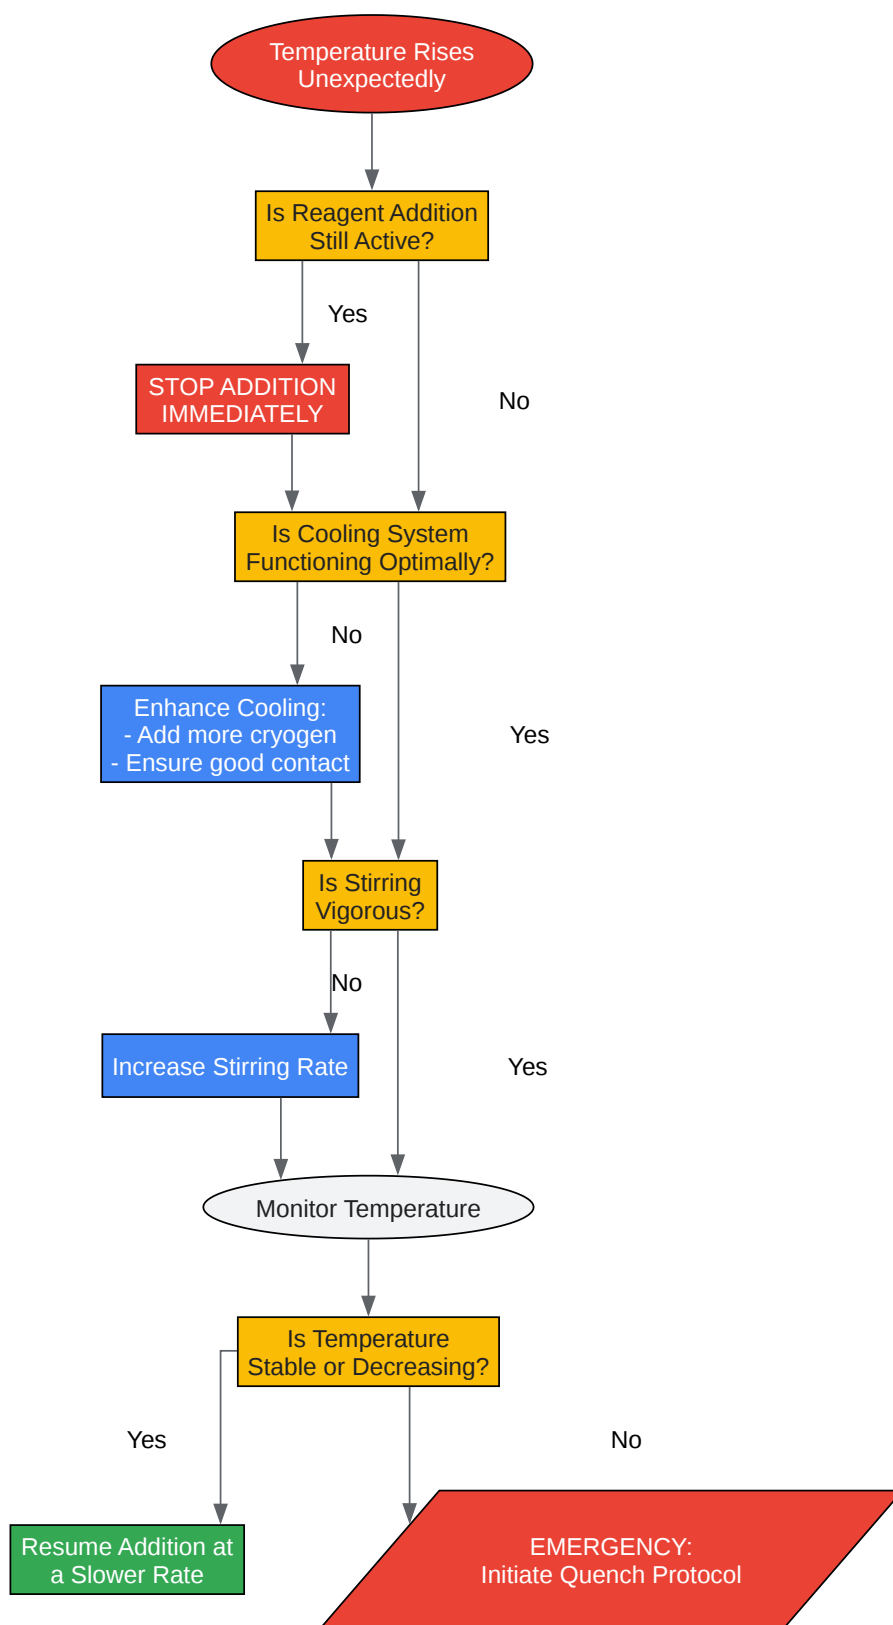 Temperature Rises
Unexpectedly
Is Reagent Addition
Still Active?
Yes
STOP ADDITION
IMMEDIATELY
No
Is Cooling System
Functioning Optimally?
No
Enhance Cooling:
- Add more cryogen
- Ensure good contact
Yes
Is Stirring
Vigorous?
No
Increase Stirring Rate
Yes
Monitor Temperature
Is Temperature
Stable or Decreasing?
Yes
No
Resume Addition at
a Slower Rate
EMERGENCY:
Initiate Quench Protocol